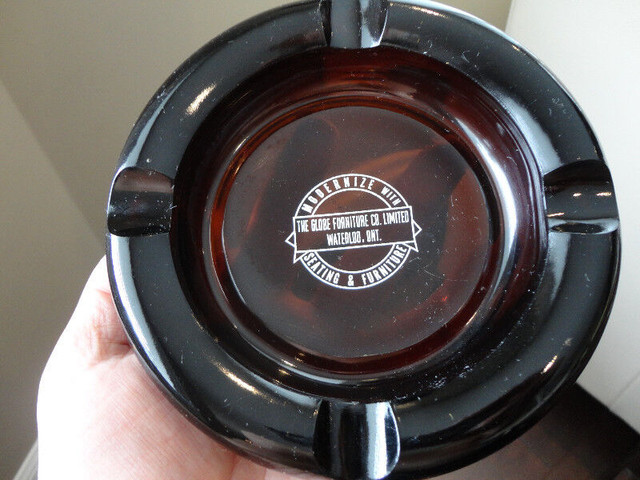 MODERNIZE WITH
THE GLOBE FURNITURE CO. LIMITED
WATERLOO, ONT.
SEATING & FURNITURE